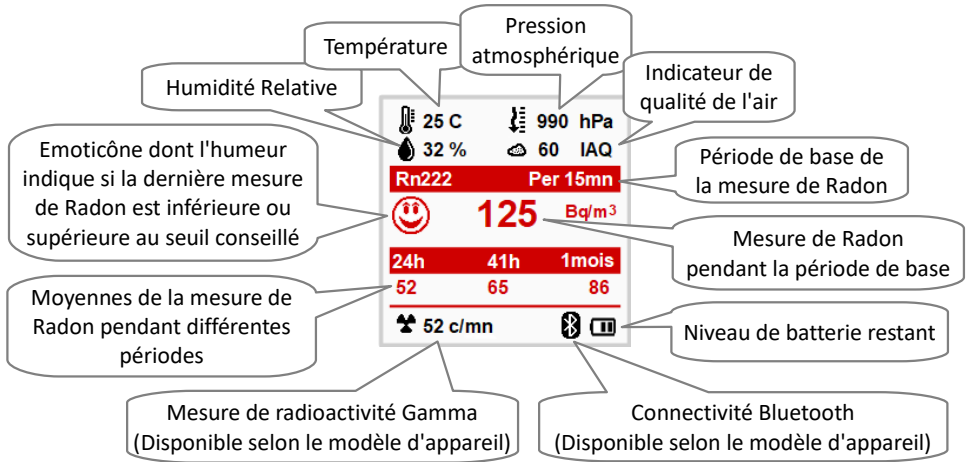 Pression
atmosphérique
Température
Indicateur de
qualité de l'air
Humidité Relative
25 C
990 hPa
32 %
60 IAQ
Emoticône dont l'humeur
indique si la dernière mesure
de Radon est inférieure ou
supérieure au seuil conseillé
Rn222 Per 15mn
Période de base de
la mesure de Radon
125 Bq/m3
Mesure de Radon
pendant la période de base
24h 41h 1mois
52 65 86
Moyennes de la mesure de
Radon pendant différentes
périodes
52 c/mn
Niveau de batterie restant
Mesure de radioactivité Gamma
(Disponible selon le modèle d'appareil)
Connectivité Bluetooth
(Disponible selon le modèle d'appareil)